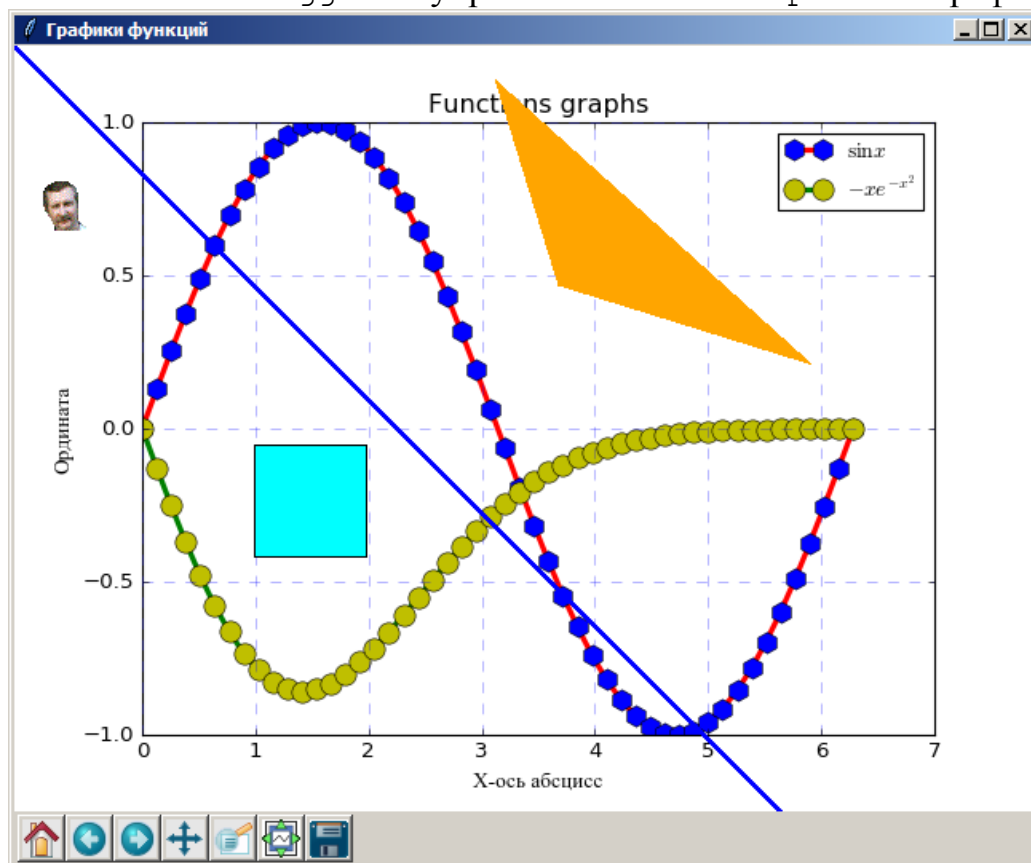 Графики функций
Functions graphs
1.0
0.5
0.0
−0.5
−1.0
Ордината
sin x
−xe^{−x²}
0 1 2 3 4 5 6 7
X-ось абсцисс